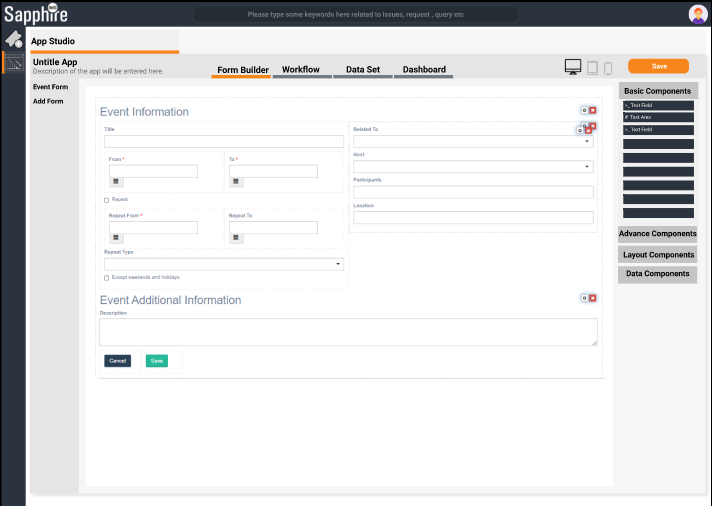 Sapphire
Please type some keywords here related to issues, request , query etc
App Studio
Untitle App
Description of the app will be entered here.
Form Builder
Workflow
Data Set
Dashboard
Save
Event Form
Add Form
Basic Components
>_ Text Field
# Text Area
>_ Text Field
Advance Components
Layout Components
Data Components
Event Information
Title
From *
To *
Repeat
Repeat From *
Repeat To
Repeat Type
Except weekends and holidays.
Related To
Host
Participants
Location
Event Additional Information
Description
Cancel
Save